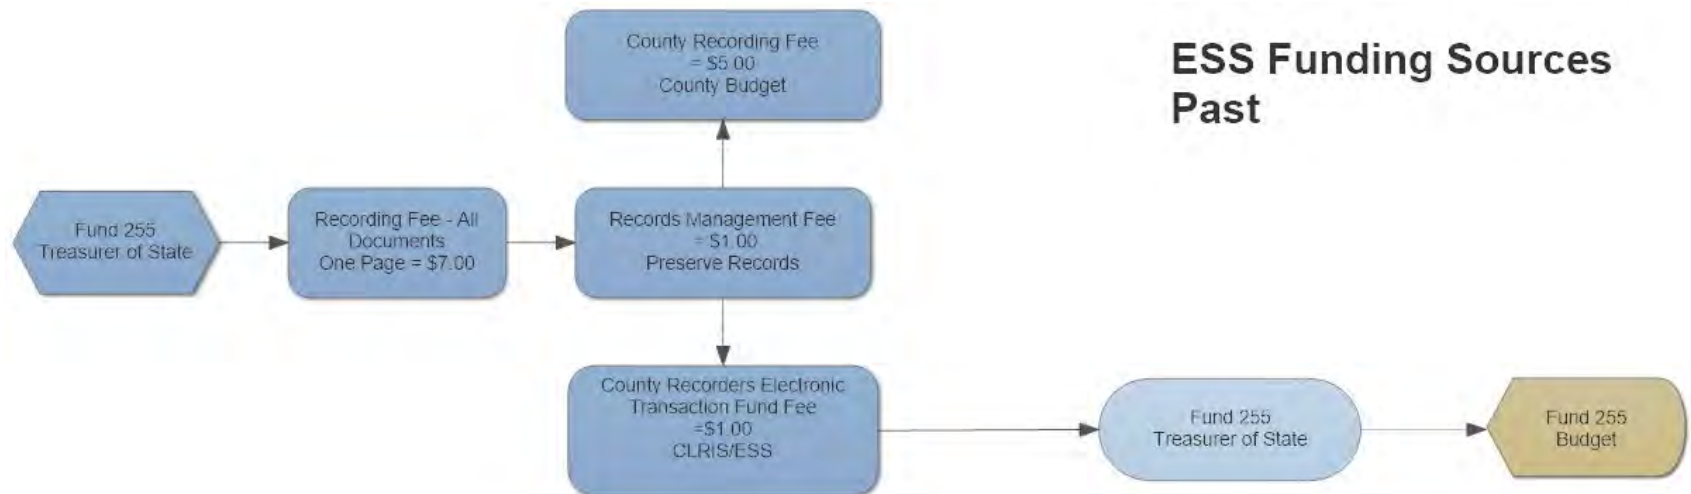 ESS Funding Sources
Past
County Recording Fee
= $5.00
County Budget
Fund 255
Treasurer of State
Recording Fee - All
Documents
One Page = $7.00
Records Management Fee
= $1.00
Preserve Records
County Recorders Electronic
Transaction Fund Fee
=$1.00
CLRIS/ESS
Fund 255
Treasurer of State
Fund 255
Budget